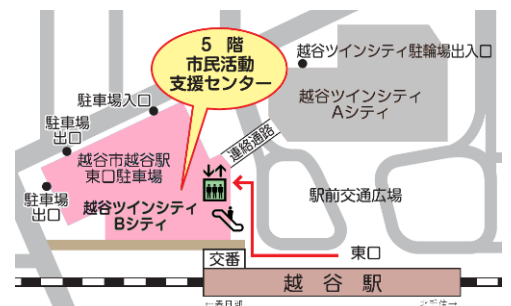 5 階
市民活動
支援センター
越谷ツインシティ駐輪場出入口
越谷ツインシティ
Aシティ
駐車場入口
駐車場
出口
連絡通路
越谷市越谷駅
東口駐車場
駐車場
出口
越谷ツインシティ
Bシティ
駅前交通広場
東口
交番
越 谷 駅